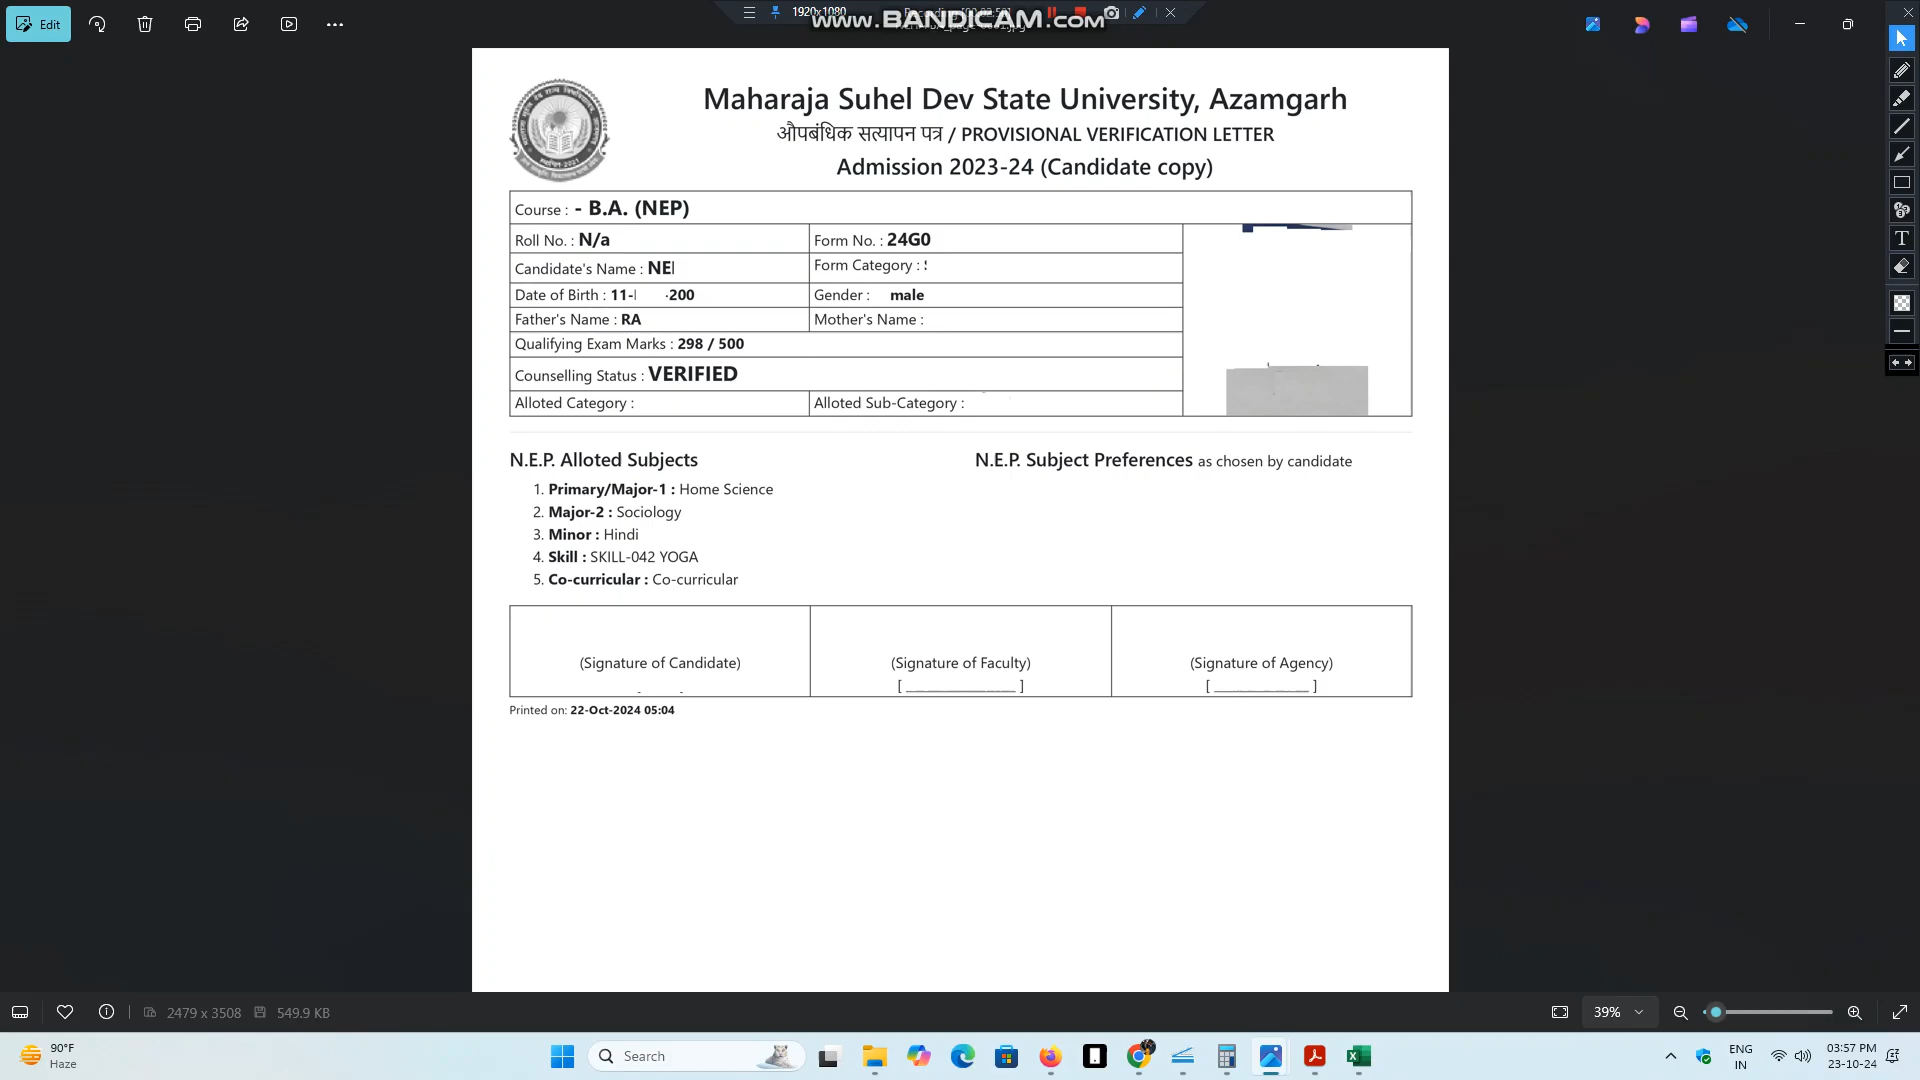 Edit
1920x1080
www.BANDICAM.com
Maharaja Suhel Dev State University, Azamgarh
औपबंधिक सत्यापन पत्र / PROVISIONAL VERIFICATION LETTER
Admission 2023-24 (Candidate copy)
Course : - B.A. (NEP)
Roll No. : N/a
Form No. : 24G0
Candidate's Name : NE
Form Category :
Date of Birth : 11- -200
Gender : male
Father's Name : RA
Mother's Name :
Qualifying Exam Marks : 298 / 500
Counselling Status : VERIFIED
Alloted Category :
Alloted Sub-Category :
N.E.P. Alloted Subjects
1. Primary/Major-1 : Home Science
2. Major-2 : Sociology
3. Minor : Hindi
4. Skill : SKILL-042 YOGA
5. Co-curricular : Co-curricular
N.E.P. Subject Preferences as chosen by candidate
(Signature of Candidate)
(Signature of Faculty)
[ ____________ ]
(Signature of Agency)
[ ____________ ]
Printed on: 22-Oct-2024 05:04
2479 x 3508
549.9 KB
39%
90°F
Haze
Search
ENG
IN
03:57 PM
23-10-24